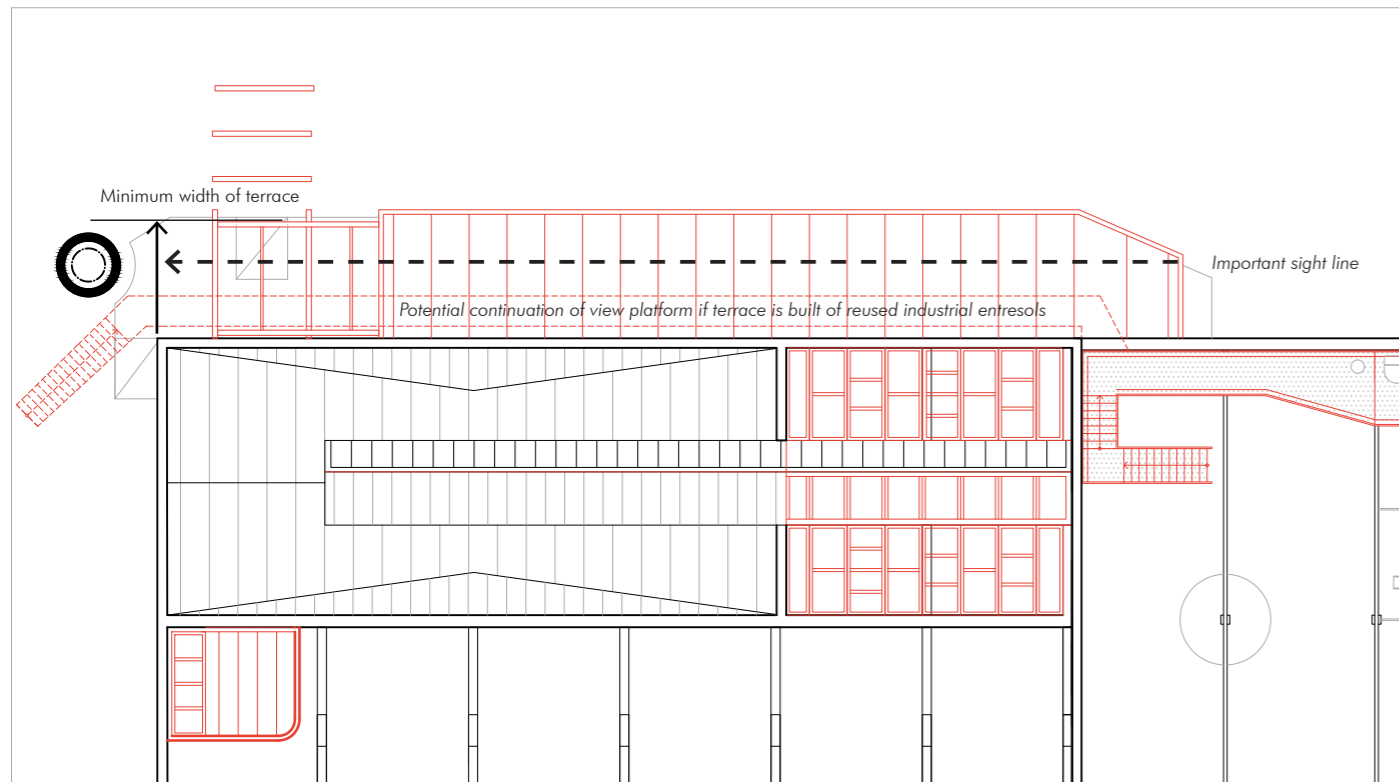 Minimum width of terrace
Important sight line
Potential continuation of view platform if terrace is built of reused industrial entresols